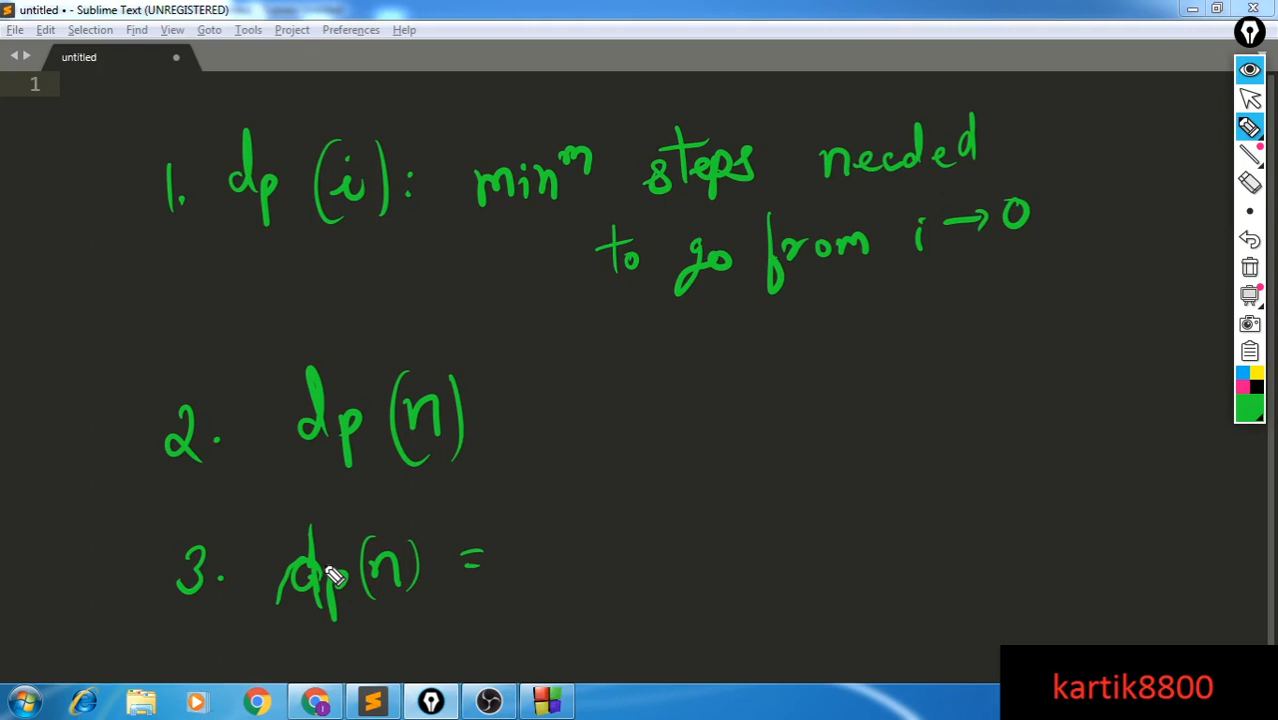 untitled • - Sublime Text (UNREGISTERED)
File Edit Selection Find View Goto Tools Project Preferences Help
untitled
1
1. dp (i): minᵐ steps needed
to go from i → 0
2. dp (n)
3. dp (n) =
kartik8800